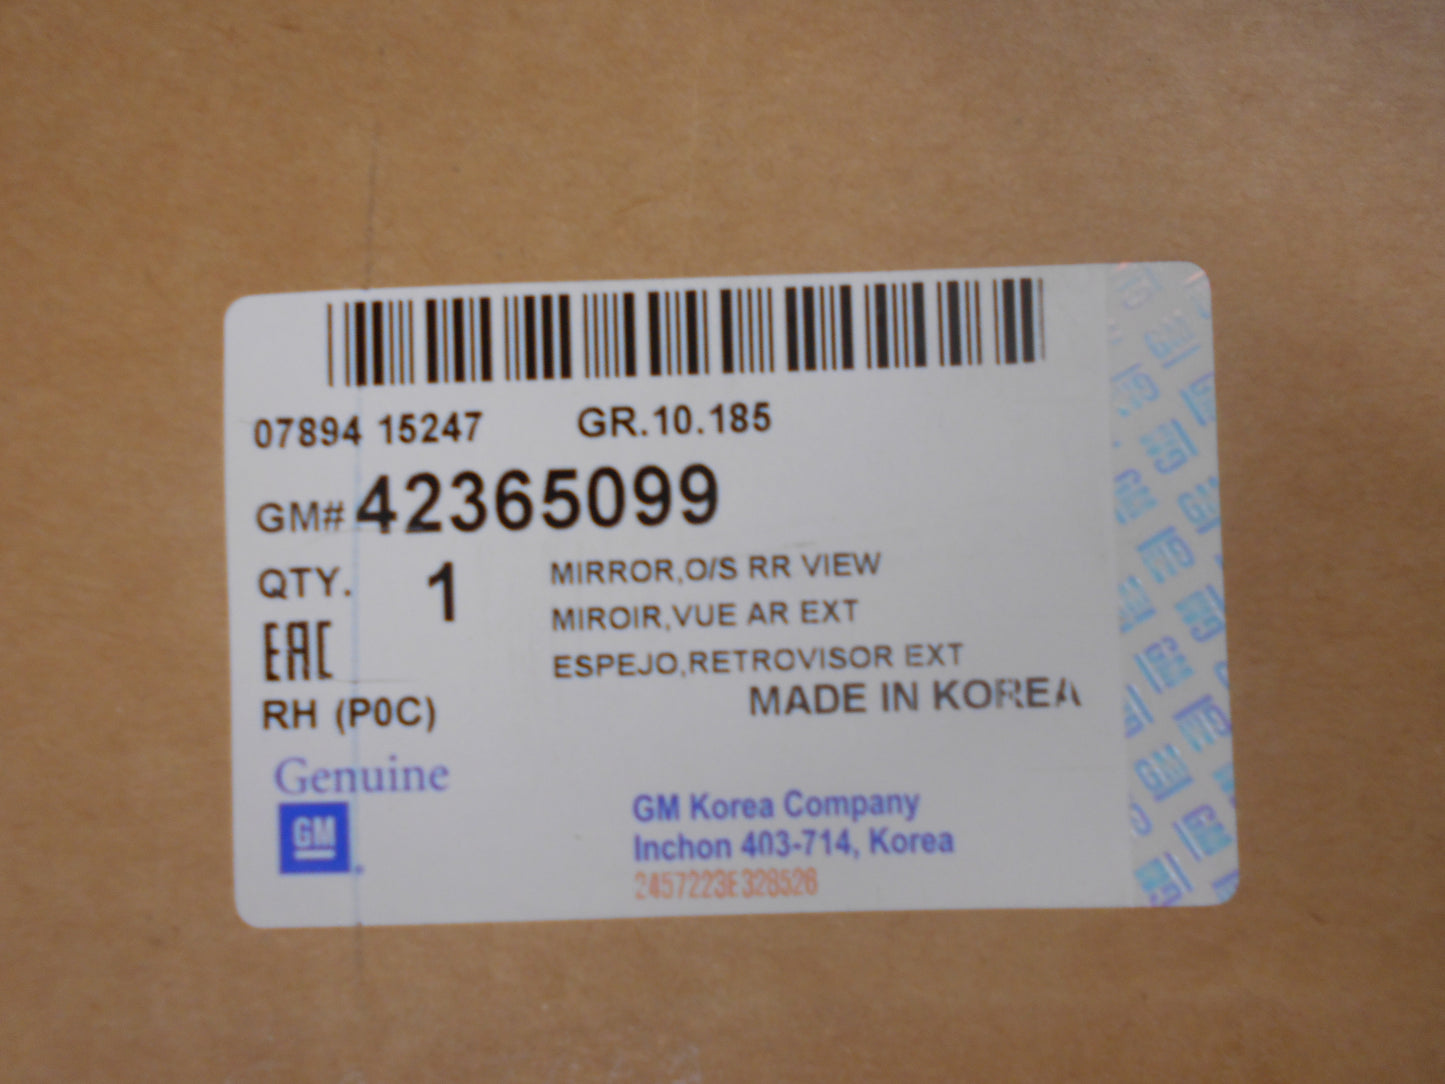 07894 15247 GR.10.185
GM# 42365099
QTY. 1
MIRROR,O/S RR VIEW
MIROIR,VUE AR EXT
ESPEJO,RETROVISOR EXT
EAC
RH (P0C)
MADE IN KOREA
Genuine
GM
GM Korea Company
Inchon 403-714, Korea
2457223E328526